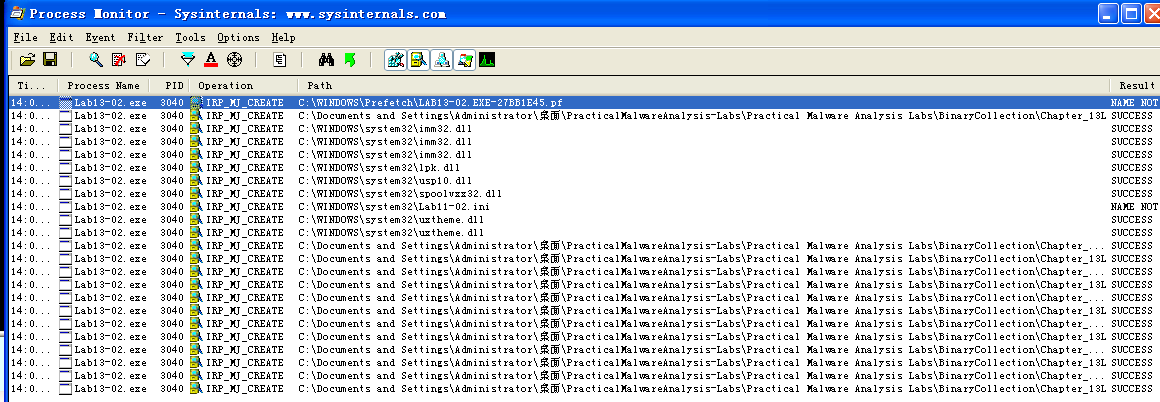 Process Monitor - Sysinternals: www.sysinternals.com
File Edit Event Filter Tools Options Help
Ti... Process Name PID Operation Path Result
14:0... Lab13-02.exe 3040 IRP_MJ_CREATE C:\WINDOWS\Prefetch\LAB13-02.EXE-27BB1E45.pf NAME NOT
14:0... Lab13-02.exe 3040 IRP_MJ_CREATE C:\Documents and Settings\Administrator\桌面\PracticalMalwareAnalysis-Labs\Practical Malware Analysis Labs\BinaryCollection\Chapter_13L SUCCESS
14:0... Lab13-02.exe 3040 IRP_MJ_CREATE C:\WINDOWS\system32\imm32.dll SUCCESS
14:0... Lab13-02.exe 3040 IRP_MJ_CREATE C:\WINDOWS\system32\imm32.dll SUCCESS
14:0... Lab13-02.exe 3040 IRP_MJ_CREATE C:\WINDOWS\system32\imm32.dll SUCCESS
14:0... Lab13-02.exe 3040 IRP_MJ_CREATE C:\WINDOWS\system32\lpk.dll SUCCESS
14:0... Lab13-02.exe 3040 IRP_MJ_CREATE C:\WINDOWS\system32\usp10.dll SUCCESS
14:0... Lab13-02.exe 3040 IRP_MJ_CREATE C:\WINDOWS\system32\spoolvxx32.dll SUCCESS
14:0... Lab13-02.exe 3040 IRP_MJ_CREATE C:\WINDOWS\system32\Lab11-02.ini NAME NOT
14:0... Lab13-02.exe 3040 IRP_MJ_CREATE C:\WINDOWS\system32\uxtheme.dll SUCCESS
14:0... Lab13-02.exe 3040 IRP_MJ_CREATE C:\WINDOWS\system32\uxtheme.dll SUCCESS
14:0... Lab13-02.exe 3040 IRP_MJ_CREATE C:\Documents and Settings\Administrator\桌面\PracticalMalwareAnalysis-Labs\Practical Malware Analysis Labs\BinaryCollection\Chapter_... SUCCESS
14:0... Lab13-02.exe 3040 IRP_MJ_CREATE C:\Documents and Settings\Administrator\桌面\PracticalMalwareAnalysis-Labs\Practical Malware Analysis Labs\BinaryCollection\Chapter_13L SUCCESS
14:0... Lab13-02.exe 3040 IRP_MJ_CREATE C:\Documents and Settings\Administrator\桌面\PracticalMalwareAnalysis-Labs\Practical Malware Analysis Labs\BinaryCollection\Chapter_... SUCCESS
14:0... Lab13-02.exe 3040 IRP_MJ_CREATE C:\Documents and Settings\Administrator\桌面\PracticalMalwareAnalysis-Labs\Practical Malware Analysis Labs\BinaryCollection\Chapter_13L SUCCESS
14:0... Lab13-02.exe 3040 IRP_MJ_CREATE C:\Documents and Settings\Administrator\桌面\PracticalMalwareAnalysis-Labs\Practical Malware Analysis Labs\BinaryCollection\Chapter_... SUCCESS
14:0... Lab13-02.exe 3040 IRP_MJ_CREATE C:\Documents and Settings\Administrator\桌面\PracticalMalwareAnalysis-Labs\Practical Malware Analysis Labs\BinaryCollection\Chapter_13L SUCCESS
14:0... Lab13-02.exe 3040 IRP_MJ_CREATE C:\Documents and Settings\Administrator\桌面\PracticalMalwareAnalysis-Labs\Practical Malware Analysis Labs\BinaryCollection\Chapter_... SUCCESS
14:0... Lab13-02.exe 3040 IRP_MJ_CREATE C:\Documents and Settings\Administrator\桌面\PracticalMalwareAnalysis-Labs\Practical Malware Analysis Labs\BinaryCollection\Chapter_13L SUCCESS
14:0... Lab13-02.exe 3040 IRP_MJ_CREATE C:\Documents and Settings\Administrator\桌面\PracticalMalwareAnalysis-Labs\Practical Malware Analysis Labs\BinaryCollection\Chapter_... SUCCESS
14:0... Lab13-02.exe 3040 IRP_MJ_CREATE C:\Documents and Settings\Administrator\桌面\PracticalMalwareAnalysis-Labs\Practical Malware Analysis Labs\BinaryCollection\Chapter_13L SUCCESS
14:0... Lab13-02.exe 3040 IRP_MJ_CREATE C:\Documents and Settings\Administrator\桌面\PracticalMalwareAnalysis-Labs\Practical Malware Analysis Labs\BinaryCollection\Chapter_... SUCCESS
14:0... Lab13-02.exe 3040 IRP_MJ_CREATE C:\Documents and Settings\Administrator\桌面\PracticalMalwareAnalysis-Labs\Practical Malware Analysis Labs\BinaryCollection\Chapter_13L SUCCESS